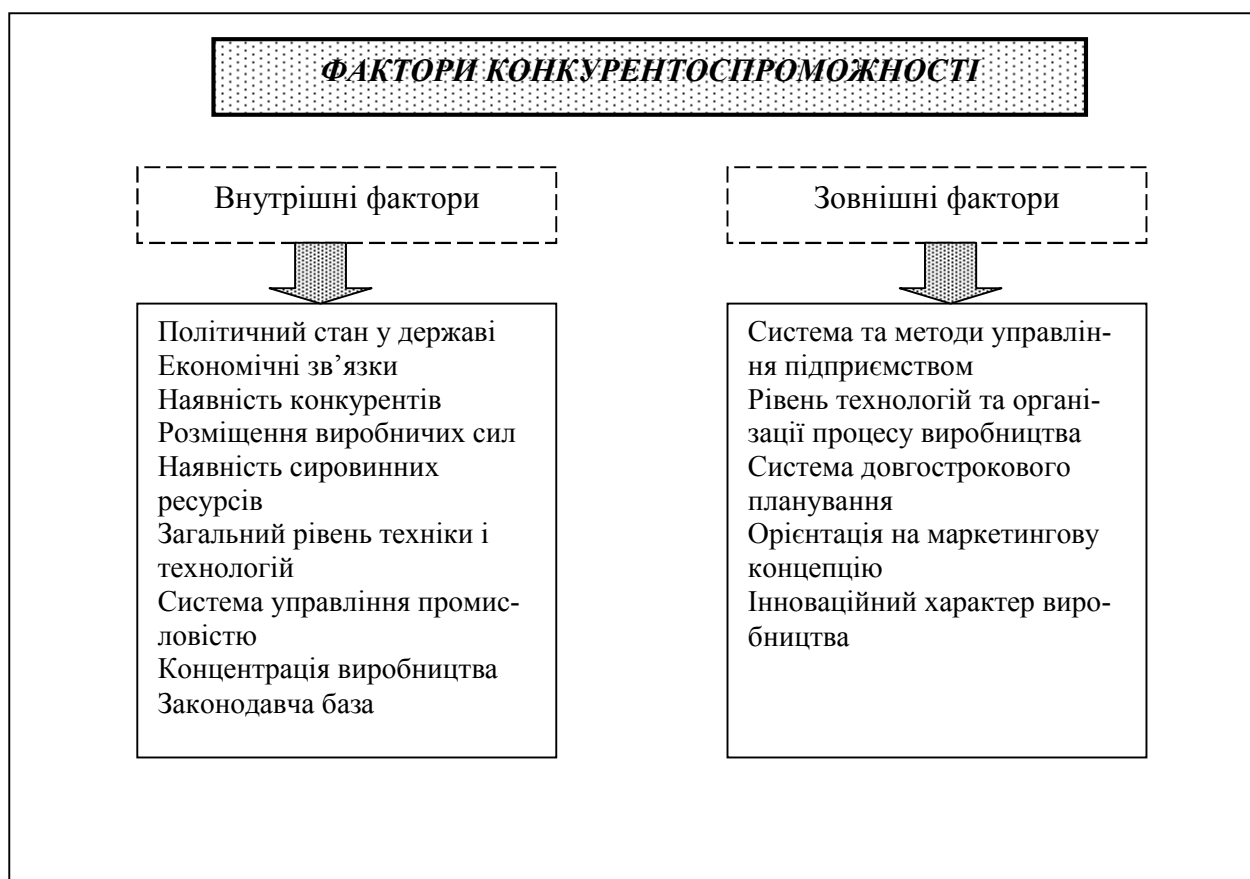 ФАКТОРИ КОНКУРЕНТОСПРОМОЖНОСТІ
Внутрішні фактори
Політичний стан у державі
Економічні зв’язки
Наявність конкурентів
Розміщення виробничих сил
Наявність сировинних
ресурсів
Загальний рівень техніки і
технологій
Система управління промис-
ловістю
Концентрація виробництва
Законодавча база
Зовнішні фактори
Система та методи управлін-
ня підприємством
Рівень технологій та органі-
зації процесу виробництва
Система довгострокового
планування
Орієнтація на маркетингову
концепцію
Інноваційний характер виро-
бництва